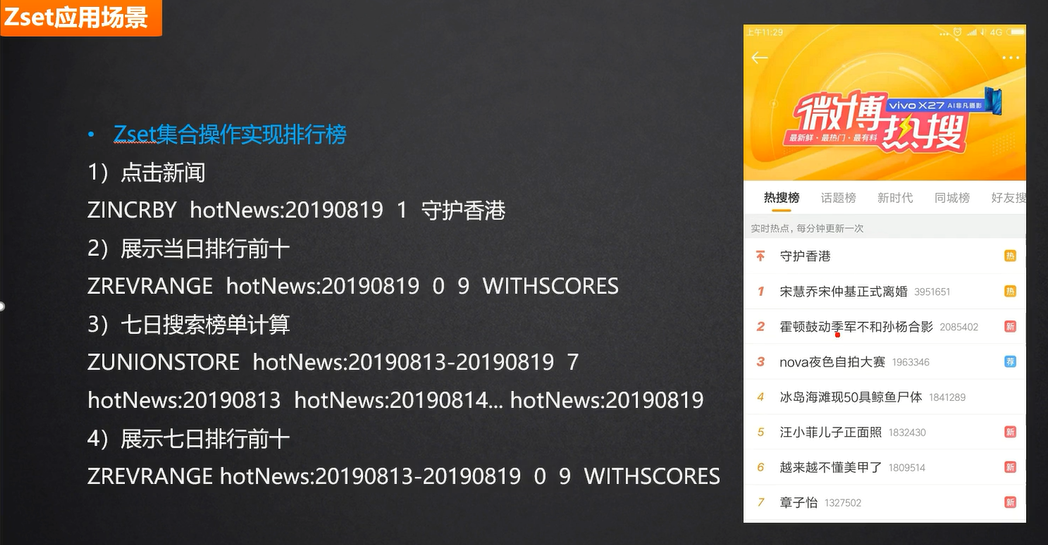 Zset应用场景
• Zset集合操作实现排行榜
1）点击新闻
ZINCRBY hotNews:20190819 1 守护香港
2）展示当日排行前十
ZREVRANGE hotNews:20190819 0 9 WITHSCORES
3）七日搜索榜单计算
ZUNIONSTORE hotNews:20190813-20190819 7
hotNews:20190813 hotNews:20190814... hotNews:20190819
4）展示七日排行前十
ZREVRANGE hotNews:20190813-20190819 0 9 WITHSCORES
上午11:29 4G
微博热搜
vivo X27 AI非凡摄影
最新鲜·最热门·最有料
热搜榜 话题榜 新时代 同城榜 好友搜
实时热点，每分钟更新一次
守护香港 热
1 宋慧乔宋仲基正式离婚 3951651 热
2 霍顿鼓动季军不和孙杨合影 2085402 新
3 nova夜色自拍大赛 1963346 荐
4 冰岛海滩现50具鲸鱼尸体 1841289
5 汪小菲儿子正面照 1832430 新
6 越来越不懂美甲了 1809514 新
7 章子怡 1327502 新